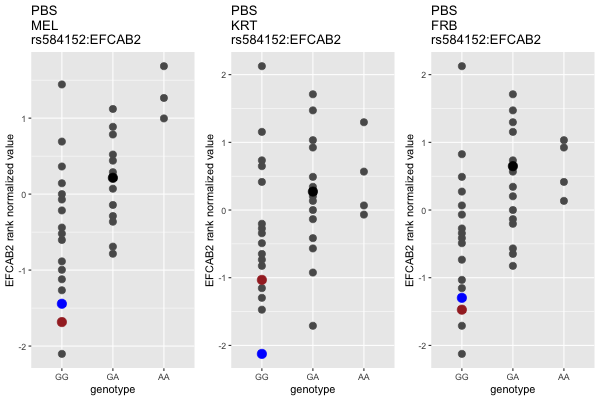 PBS
MEL
rs584152:EFCAB2
EFCAB2 rank normalized value
1
0
-1
-2
GG GA AA
genotype
PBS
KRT
rs584152:EFCAB2
EFCAB2 rank normalized value
2
1
0
-1
-2
GG GA AA
genotype
PBS
FRB
rs584152:EFCAB2
EFCAB2 rank normalized value
2
1
0
-1
-2
GG GA AA
genotype